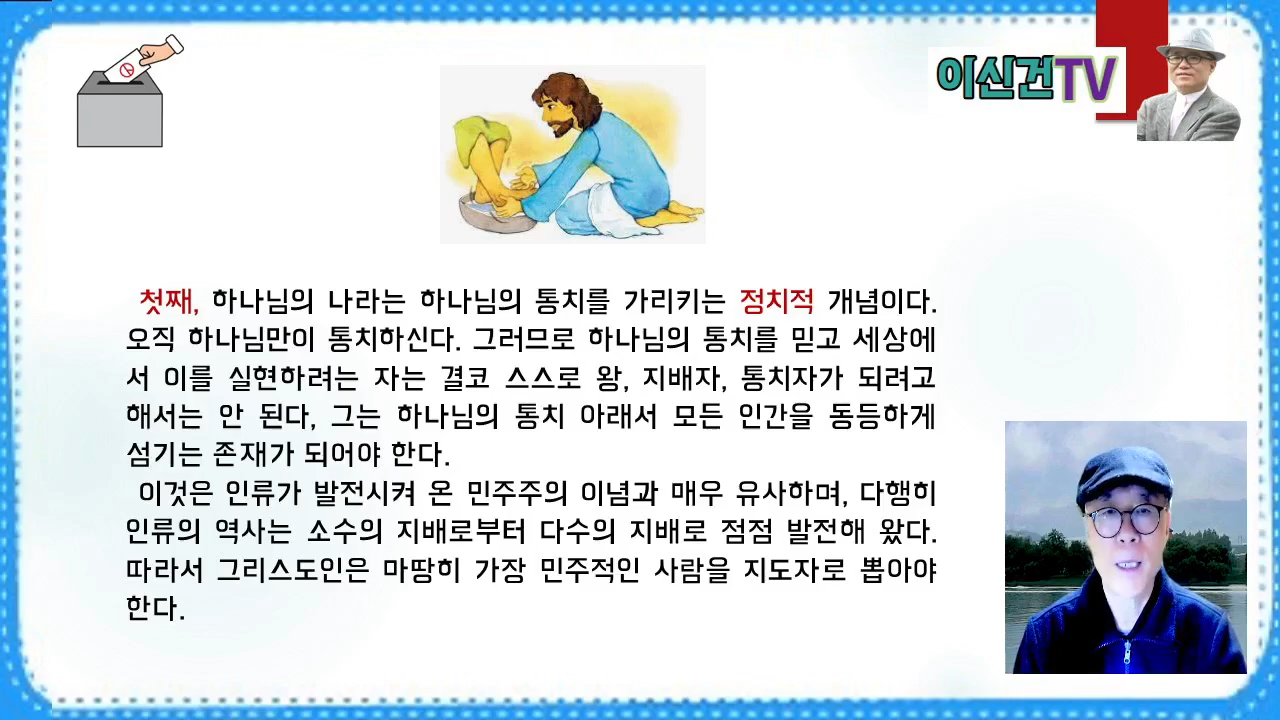 이신건TV
첫째, 하나님의 나라는 하나님의 통치를 가리키는 정치적 개념이다.
오직 하나님만이 통치하신다. 그러므로 하나님의 통치를 믿고 세상에
서 이를 실현하려는 자는 결코 스스로 왕, 지배자, 통치자가 되려고
해서는 안 된다, 그는 하나님의 통치 아래서 모든 인간을 동등하게
섬기는 존재가 되어야 한다.
이것은 인류가 발전시켜 온 민주주의 이념과 매우 유사하며, 다행히
인류의 역사는 소수의 지배로부터 다수의 지배로 점점 발전해 왔다.
따라서 그리스도인은 마땅히 가장 민주적인 사람을 지도자로 뽑아야
한다.